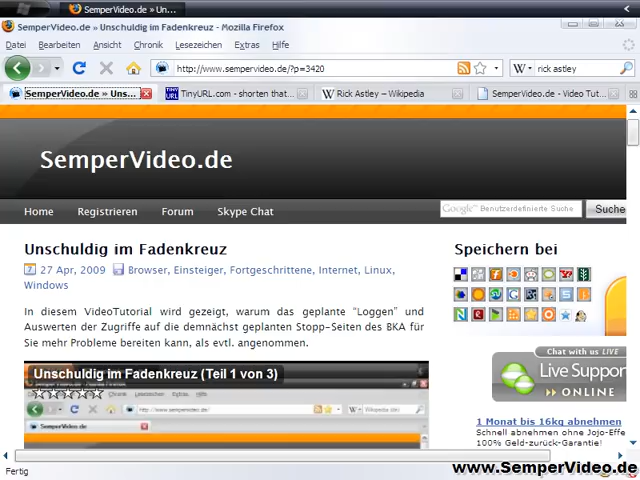 SemperVideo.de » Uns...
SemperVideo.de » Unschuldig im Fadenkreuz - Mozilla Firefox
Datei Bearbeiten Ansicht Chronik Lesezeichen Extras Hilfe
http://www.sempervideo.de/?p=3420
W rick astley
SemperVideo.de » Uns...
TINY URL TinyURL.com - shorten that...
W Rick Astley – Wikipedia
SemperVideo.de - Video Tut...
SemperVideo.de
Home Registrieren Forum Skype Chat
Google™ Benutzerdefinierte Suche Suche
Unschuldig im Fadenkreuz
27 Apr, 2009 Browser, Einsteiger, Fortgeschrittene, Internet, Linux,
Windows
In diesem VideoTutorial wird gezeigt, warum das geplante “Loggen” und
Auswerten der Zugriffe auf die demnächst geplanten Stopp-Seiten des BKA für
Sie mehr Probleme bereiten kann, als evtl. angenommen.
Unschuldig im Fadenkreuz (Teil 1 von 3)
Speichern bei
Chat with us LIVE
Live Suppor
ONLINE
1 Monat bis 16kg abnehmen
Schnell abnehmen ohne Jojo-Effe
100% Geld-zurück-Garantie!
Fertig
www.SemperVideo.de